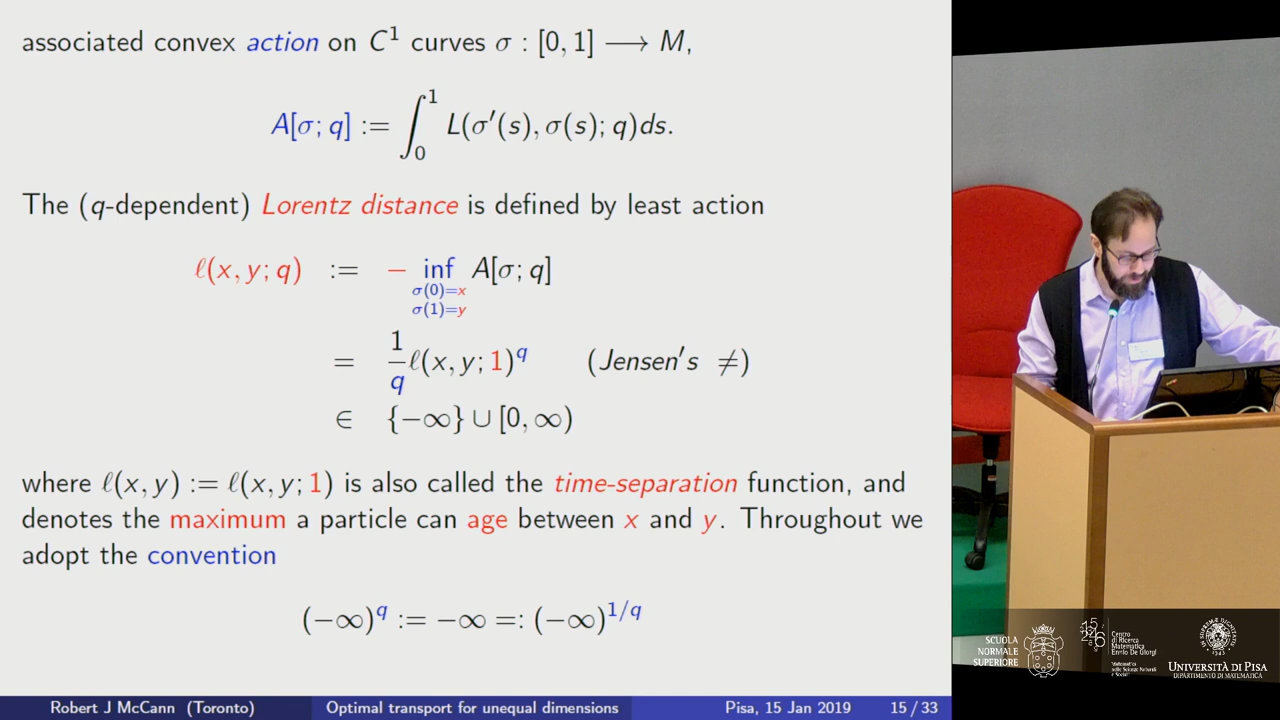 associated convex action on C¹ curves σ : [0, 1] ⟶ M,
A[σ; q] := ∫₀¹ L(σ′(s), σ(s); q)ds.
The (q-dependent) Lorentz distance is defined by least action
ℓ(x, y; q) := − inf A[σ; q]
σ(0)=x
σ(1)=y
= 1/q ℓ(x, y; 1)^q (Jensen's ≠)
∈ {−∞} ∪ [0, ∞)
where ℓ(x, y) := ℓ(x, y; 1) is also called the time-separation function, and
denotes the maximum a particle can age between x and y. Throughout we
adopt the convention
(−∞)^q := −∞ =: (−∞)^{1/q}
Robert J McCann (Toronto) Optimal transport for unequal dimensions Pisa, 15 Jan 2019 15 / 33
SCUOLA
NORMALE
SUPERIORE
Centro
di Ricerca
Matematica
Ennio De Giorgi
UNIVERSITÀ DI PISA
DIPARTIMENTO DI MATEMATICA